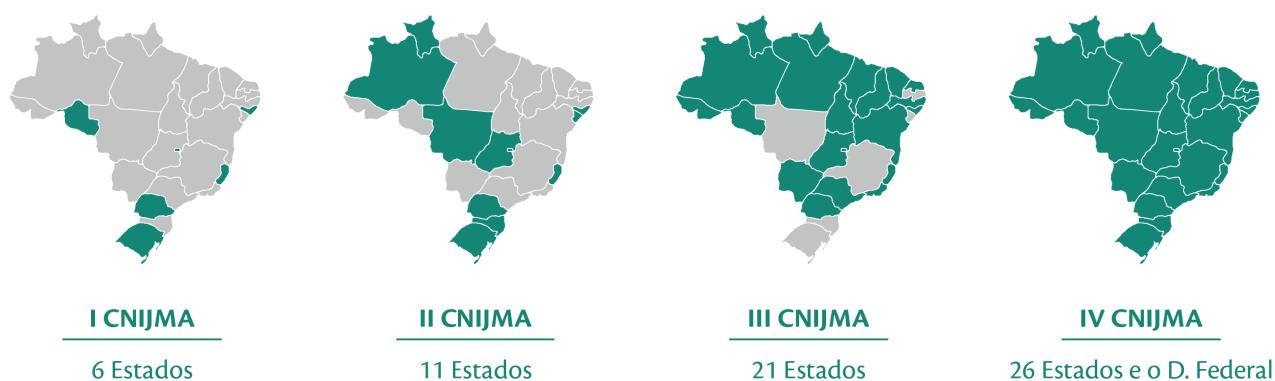 I CNIJMA
6 Estados
II CNIJMA
11 Estados
III CNIJMA
21 Estados
IV CNIJMA
26 Estados e o D. Federal